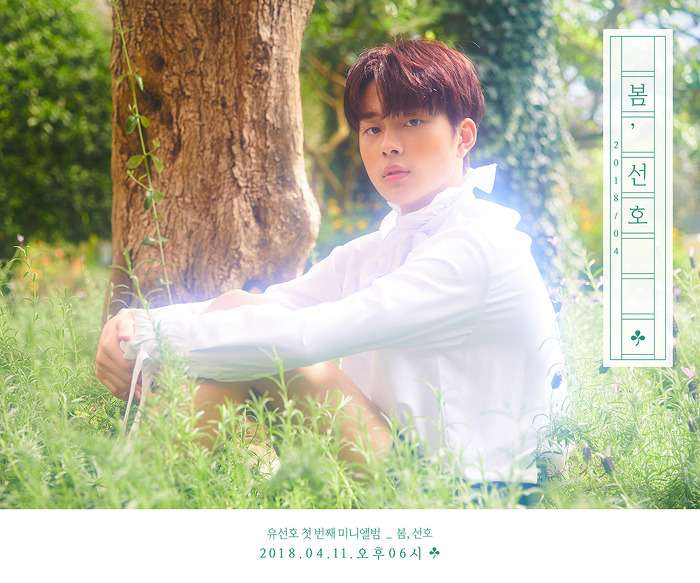 봄, 선호
2018/04
유선호 첫 번째 미니앨범 _ 봄, 선호
2018.04.11.오후06시